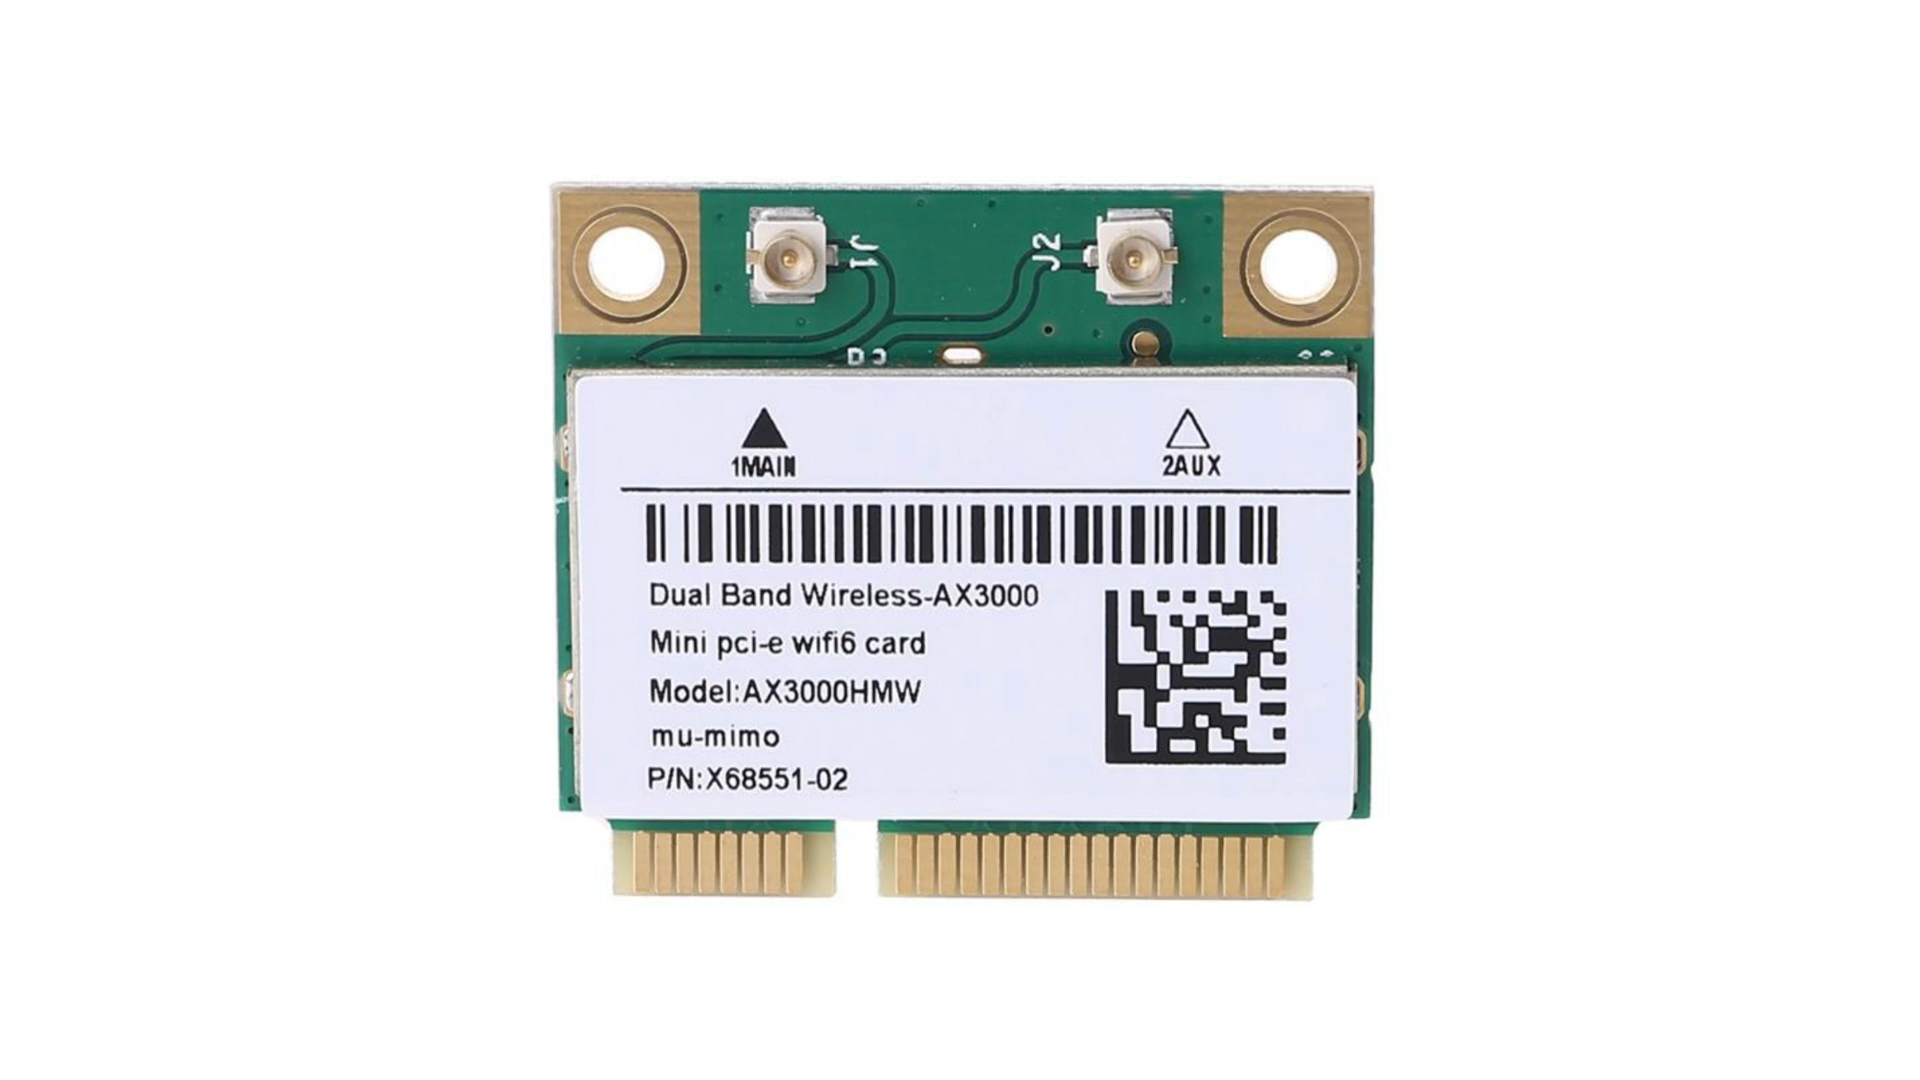 J1
J2
1MAIN
2AUX
Dual Band Wireless-AX3000
Mini pci-e wifi6 card
Model:AX3000HMW
mu-mimo
P/N:X68551-02